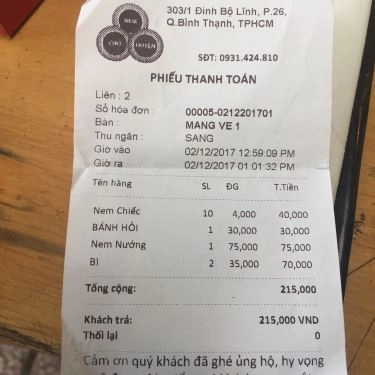 NEM
CHỢ
HUYỆN
303/1 Đinh Bộ Lĩnh, P.26,
Q.Bình Thạnh, TPHCM
SĐT: 0931.424.810
PHIẾU THANH TOÁN
Liên : 2
Số hóa đơn : 00005-0212201701
Bàn : MANG VE 1
Thu ngân : SANG
Giờ vào 02/12/2017 12:59:09 PM
Giờ ra 02/12/2017 01:01:32 PM
Tên hàng SL ĐG T.Tiền
Nem Chiếc 10 4,000 40,000
BÁNH HỎI 1 30,000 30,000
Nem Nướng 1 75,000 75,000
BÌ 2 35,000 70,000
Tổng cộng: 215,000
Khách trả: 215,000 VND
Thối lại 0
Cảm ơn quý khách đã ghé ủng hộ, hy vọng